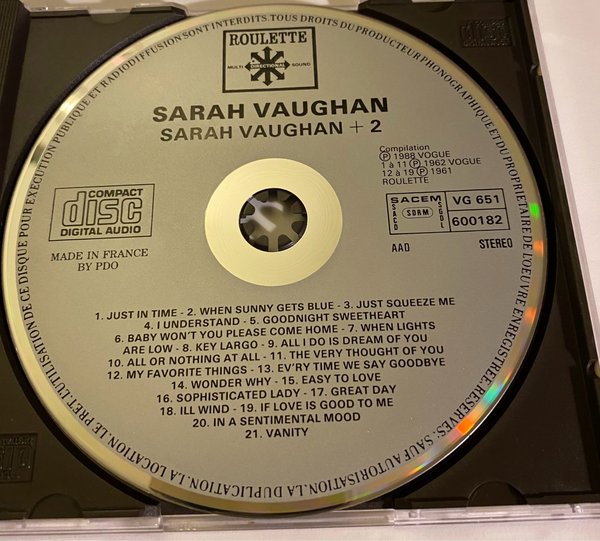 ROULETTE
MULTI DIRECTIONAL SOUND
SARAH VAUGHAN
SARAH VAUGHAN + 2
Compilation
Ⓟ 1988 VOGUE
1 à 11 Ⓟ 1962 VOGUE
12 à 19 Ⓟ 1961
ROULETTE
COMPACT
disc
DIGITAL AUDIO
MADE IN FRANCE
BY PDO
SACEM
SACD
SDRM
SGDL
VG 651
600182
AAD STEREO
1. JUST IN TIME - 2. WHEN SUNNY GETS BLUE - 3. JUST SQUEEZE ME
4. I UNDERSTAND - 5. GOODNIGHT SWEETHEART
6. BABY WON'T YOU PLEASE COME HOME - 7. WHEN LIGHTS
ARE LOW - 8. KEY LARGO - 9. ALL I DO IS DREAM OF YOU
10. ALL OR NOTHING AT ALL - 11. THE VERY THOUGHT OF YOU
12. MY FAVORITE THINGS - 13. EV'RY TIME WE SAY GOODBYE
14. WONDER WHY - 15. EASY TO LOVE
16. SOPHISTICATED LADY - 17. GREAT DAY
18. ILL WIND - 19. IF LOVE IS GOOD TO ME
20. IN A SENTIMENTAL MOOD
21. VANITY
TOUS DROITS DU PRODUCTEUR PHONOGRAPHIQUE ET DU PROPRIETAIRE DE L'OEUVRE ENREGISTREE, RESERVES. SAUF AUTORISATION. LA DUPLICATION. LA LOCATION. LE PRET. L'UTILISATION DE CE DISQUE POUR EXECUTION PUBLIQUE ET RADIODIFFUSION SONT INTERDITS.